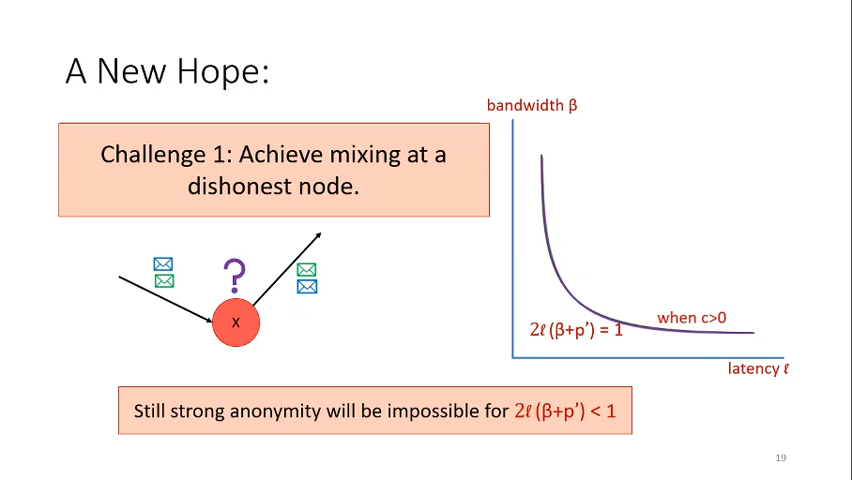 A New Hope:
bandwidth β
Challenge 1: Achieve mixing at a
dishonest node.
?
x
when c>0
2ℓ (β+p’) = 1
latency ℓ
Still strong anonymity will be impossible for 2ℓ (β+p’) < 1
19